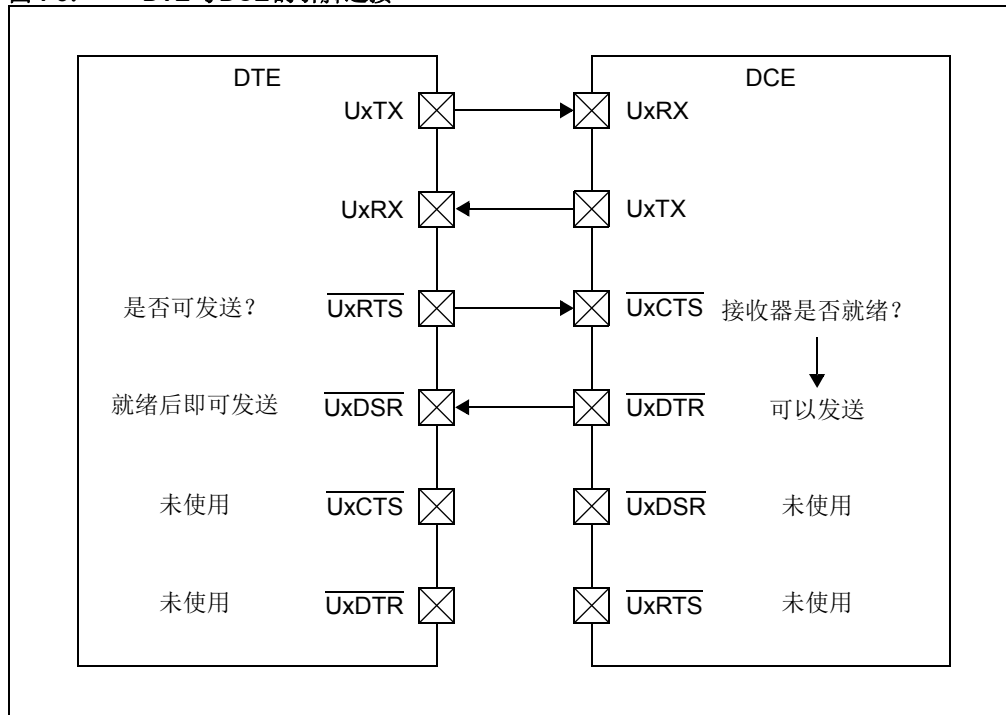 DTE DCE
UxTX UxRX
UxRX UxTX
是否可发送？ UxRTS UxCTS 接收器是否就绪？
就绪后即可发送 UxDSR UxDTR 可以发送
未使用 UxCTS UxDSR 未使用
未使用 UxDTR UxRTS 未使用